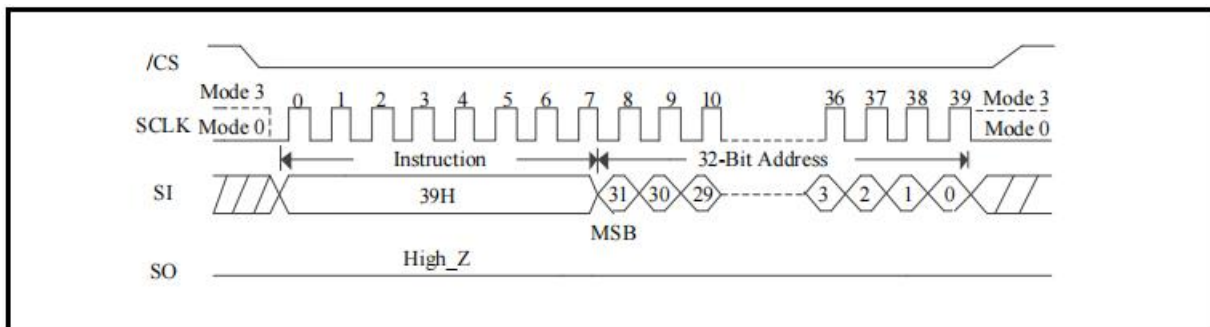 /CS
Mode 3 0 1 2 3 4 5 6 7 8 9 10 36 37 38 39 Mode 3
SCLK Mode 0 Mode 0
Instruction 32-Bit Address
SI 39H 31 30 29 3 2 1 0
MSB
High_Z
SO